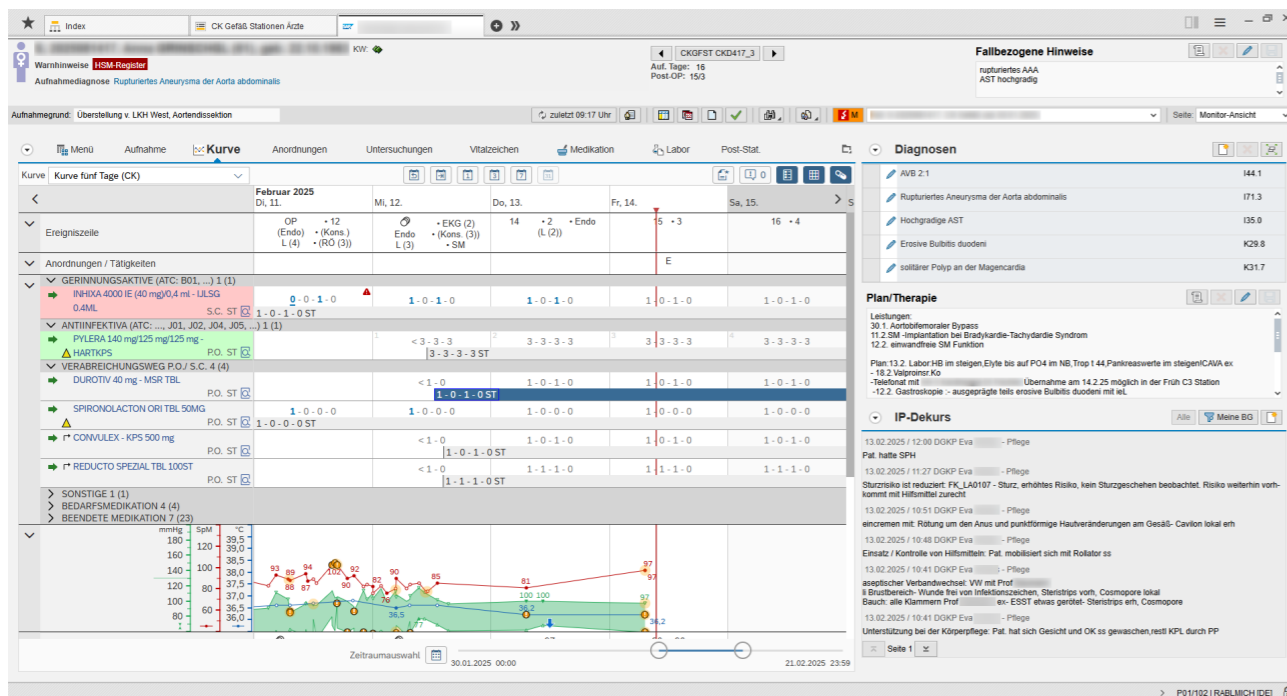 Index
CK Gefäß Stationen Ärzte
KW:
Warnhinweise HSM-Register
Aufnahmediagnose Rupturiertes Aneurysma der Aorta abdominalis
CKGFST CKD417_3
Auf. Tage: 16
Post-OP: 15/3
Fallbezogene Hinweise
rupturiertes AAA
AST hochgradig
Aufnahmegrund: Überstellung v. LKH West, Aortendissektion
zuletzt 09:17 Uhr
M
Seite: Monitor-Ansicht
Menü Aufnahme Kurve Anordnungen Untersuchungen Vitalzeichen Medikation Labor Post-Stat.
Kurve Kurve fünf Tage (CK)
0
Februar 2025
Di, 11. Mi, 12. Do, 13. Fr, 14. Sa, 15. S
Ereigniszeile
OP • 12 • EKG (2) 14 • 2 • Endo 15 • 3 16 • 4
(Endo) • (Kons.) Endo • (Kons. (3)) (L (2))
L (4) • (RÖ (3)) L (3) • SM
Anordnungen / Tätigkeiten
E
GERINNUNGSAKTIVE (ATC: B01, ...) 1 (1)
INHIXA 4000 IE (40 mg)/0,4 ml - IJLSG
0.4ML
S.C. ST
0 - 0 - 1 - 0 1 - 0 - 1 - 0 1 - 0 - 1 - 0 1 - 0 - 1 - 0 1 - 0 - 1 - 0
1 - 0 - 1 - 0 ST
ANTIINFEKTIVA (ATC: ..., J01, J02, J04, J05, ...) 1 (1)
PYLERA 140 mg/125 mg/125 mg -
HARTKPS
P.O. ST
< 3 - 3 - 3 3 - 3 - 3 - 3 3 - 3 - 3 - 3 3 - 3 - 3 - 3
3 - 3 - 3 - 3 ST
VERABREICHUNGSWEG P.O./ S.C. 4 (4)
DUROTIV 40 mg - MSR TBL
P.O. ST
< 1 - 0 1 - 0 - 1 - 0 1 - 0 - 1 - 0 1 - 0 - 1 - 0
1 - 0 - 1 - 0 ST
SPIRONOLACTON ORI TBL 50MG
P.O. ST
1 - 0 - 0 - 0 1 - 0 - 0 - 0 1 - 0 - 0 - 0 1 - 0 - 0 - 0 1 - 0 - 0 - 0
1 - 0 - 0 - 0 ST
CONVULEX - KPS 500 mg
P.O. ST
< 1 - 0 1 - 0 - 1 - 0 1 - 0 - 1 - 0 1 - 0 - 1 - 0
1 - 0 - 1 - 0 ST
REDUCTO SPEZIAL TBL 100ST
P.O. ST
< 1 - 0 1 - 1 - 1 - 0 1 - 1 - 1 - 0 1 - 1 - 1 - 0
1 - 1 - 1 - 0 ST
SONSTIGE 1 (1)
BEDARFSMEDIKATION 4 (4)
BEENDETE MEDIKATION 7 (23)
mmHg SpM °C
180 160 140 120 100 80
120 100 80 60
39,5 39,0 38,5 38,0 37,5 37,0 36,5 36,0
93 89 94 88 87 102 92 90 82 76 90 85 81 97 97
100 100 97
36,5 77 36,2 36,2
Zeitraumauswahl
30.01.2025 00:00
21.02.2025 23:59
Diagnosen
AVB 2:1 I44.1
Rupturiertes Aneurysma der Aorta abdominalis I71.3
Hochgradige AST I35.0
Erosive Bulbitis duodeni K29.8
solitärer Polyp an der Magencardia K31.7
Plan/Therapie
Leistungen:
30.1. Aortobifemoraler Bypass
11.2.SM -Implantation bei Bradykardie-Tachydardie Syndrom
12.2. einwandfreie SM Funktion
Plan:13.2. Labor:HB im steigen,Elyte bis auf PO4 im NB,Trop t 44,Pankreaswerte im steigen!CAVA ex
- 18.2.Valproinsr.Ko
-Telefonat mit Übernahme am 14.2.25 möglich in der Früh C3 Station
-12.2. Gastroskopie :- ausgeprägte teils erosive Bulbitis duodeni mit ieL
IP-Dekurs
Alle Meine BG
13.02.2025 / 12:00 DGKP Eva - Pflege
Pat. hatte SPH
13.02.2025 / 11:27 DGKP Eva - Pflege
Sturzrisiko ist reduziert: FK_LA0107 - Sturz, erhöhtes Risiko, kein Sturzgeschehen beobachtet. Risiko weiterhin vorh-
kommt mit Hilfsmittel zurecht
13.02.2025 / 10:51 DGKP Eva - Pflege
eincremen mit: Rötung um den Anus und punktförmige Hautveränderungen am Gesäß- Cavilon lokal erh
13.02.2025 / 10:48 DGKP Eva - Pflege
Einsatz / Kontrolle von Hilfsmitteln: Pat. mobilisiert sich mit Rollator ss
13.02.2025 / 10:41 DGKP Eva - Pflege
aseptischer Verbandwechsel: VW mit Prof
li Brustbereich- Wunde frei von Infektionszeichen, Steristrips vorh, Cosmopore lokal
Bauch: alle Klammern Prof ex- ESST etwas gerötet- Steristrips erh, Cosmopore
13.02.2025 / 10:41 DGKP Eva - Pflege
Unterstützung bei der Körperpflege: Pat. hat sich Gesicht und OK ss gewaschen,restl KPL durch PP
Seite 1
P01/102 | RABLMICH [DE]